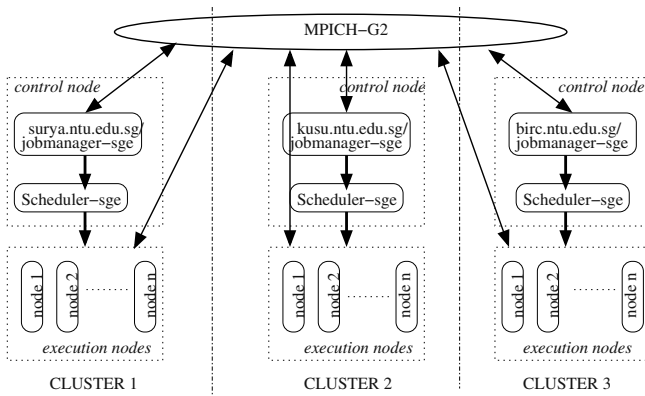 MPICH−G2
control node
control node
control node
surya.ntu.edu.sg/
jobmanager−sge
kusu.ntu.edu.sg/
jobmanager−sge
birc.ntu.edu.sg/
jobmanager−sge
Scheduler−sge
Scheduler−sge
Scheduler−sge
node 1
node 2
node n
node 1
node 2
node n
node 1
node 2
node n
execution nodes
execution nodes
execution nodes
CLUSTER 1
CLUSTER 2
CLUSTER 3